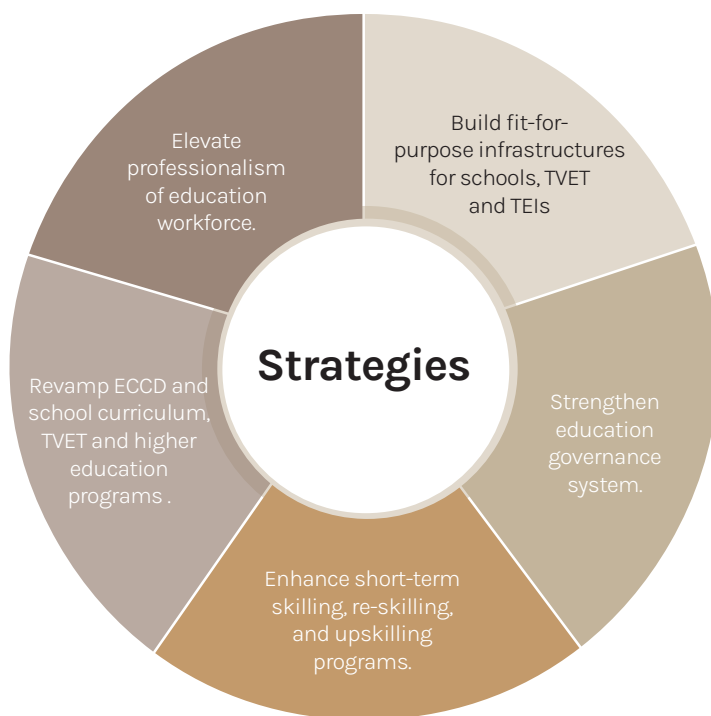 Strategies
Build fit-for-
purpose infrastructures
for schools, TVET
and TEIs
Strengthen
education
governance
system.
Enhance short-term
skilling, re-skilling,
and upskilling
programs.
Revamp ECCD and
school curriculum,
TVET and higher
education
programs .
Elevate
professionalism
of education
workforce.